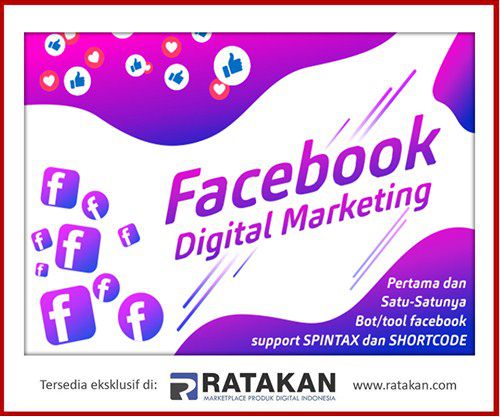 Facebook
Digital Marketing
Pertama dan
Satu-Satunya
Bot/tool facebook
support SPINTAX dan SHORTCODE
Tersedia eksklusif di:
RATAKAN
MARKETPLACE PRODUK DIGITAL INDONESIA
www.ratakan.com